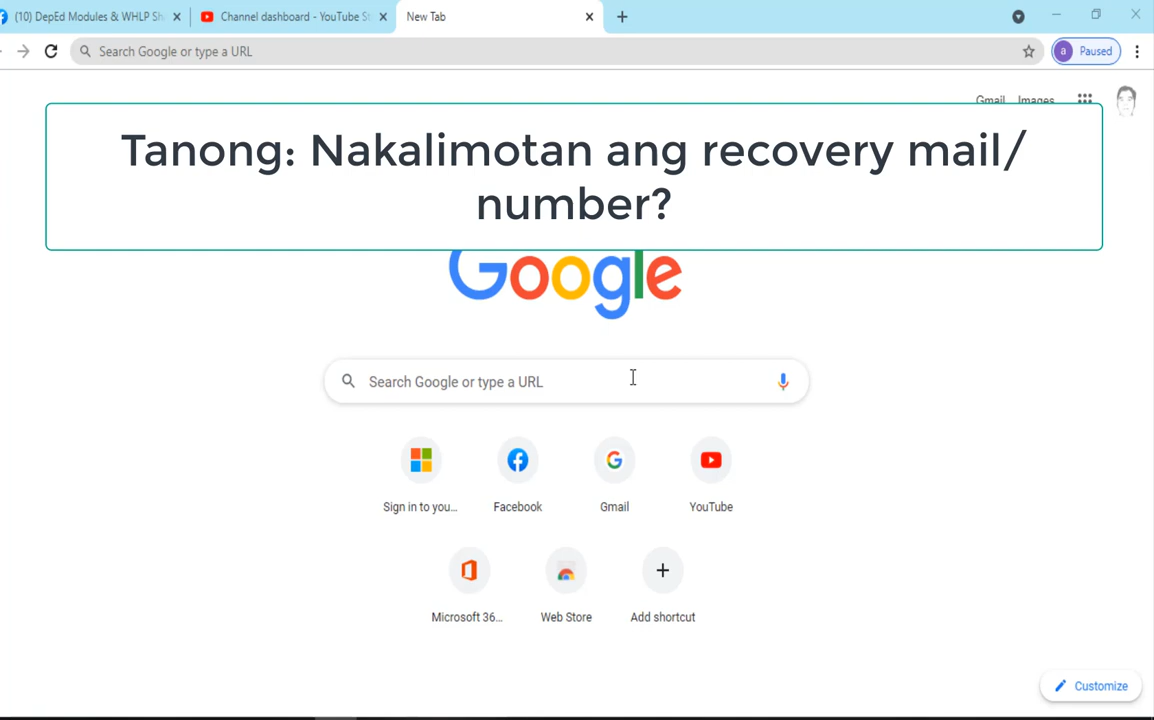 (10) DepEd Modules & WHLP Sh
Channel dashboard - YouTube St
New Tab
Search Google or type a URL
a
Paused
Gmail
Images
Tanong: Nakalimotan ang recovery mail/
number?
Google
Search Google or type a URL
Sign in to you...
Facebook
Gmail
YouTube
Microsoft 36...
Web Store
Add shortcut
Customize